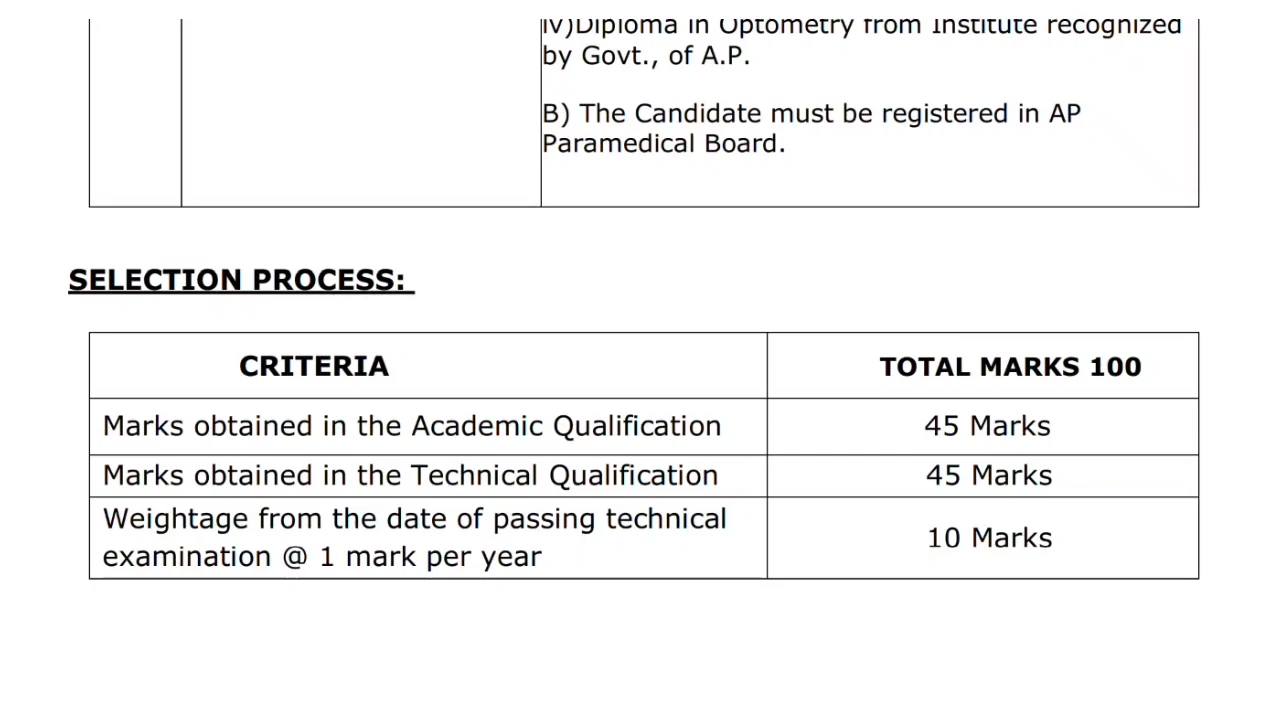 iv)Diploma in Optometry from Institute recognized
by Govt., of A.P.
B) The Candidate must be registered in AP
Paramedical Board.
SELECTION PROCESS:
CRITERIA
TOTAL MARKS 100
Marks obtained in the Academic Qualification
45 Marks
Marks obtained in the Technical Qualification
45 Marks
Weightage from the date of passing technical
examination @ 1 mark per year
10 Marks